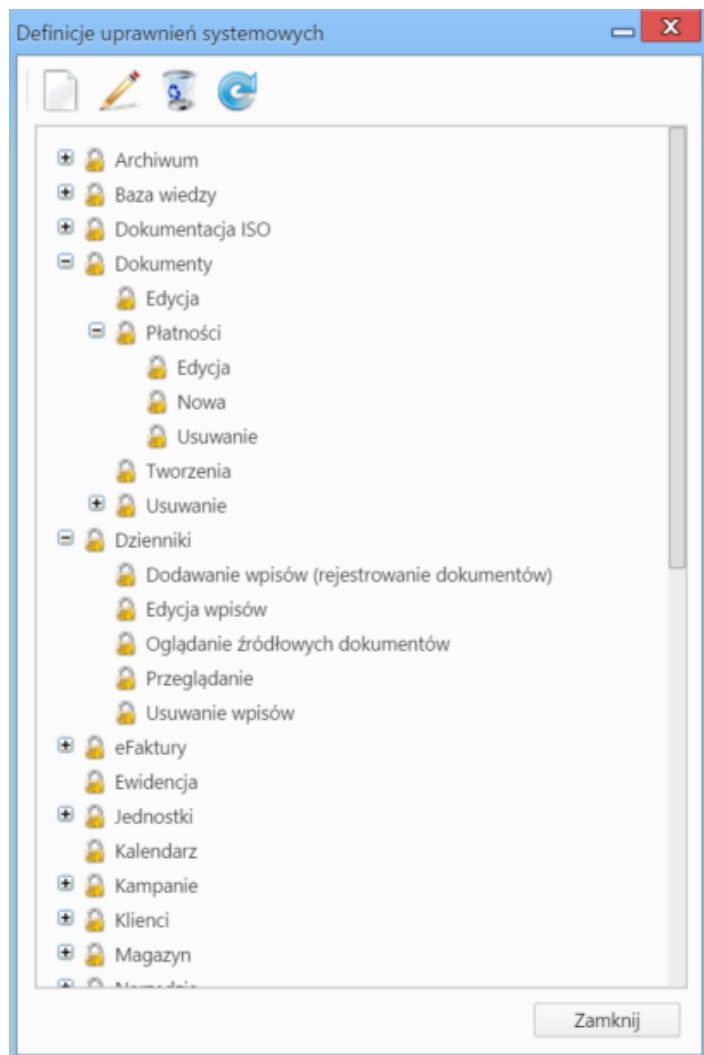 Definicje uprawnień systemowych
Archiwum
Baza wiedzy
Dokumentacja ISO
Dokumenty
Edycja
Płatności
Edycja
Nowa
Usuwanie
Tworzenia
Usuwanie
Dzienniki
Dodawanie wpisów (rejestrowanie dokumentów)
Edycja wpisów
Oglądanie źródłowych dokumentów
Przeglądanie
Usuwanie wpisów
eFaktury
Ewidencja
Jednostki
Kalendarz
Kampanie
Klienci
Magazyn
Zamknij